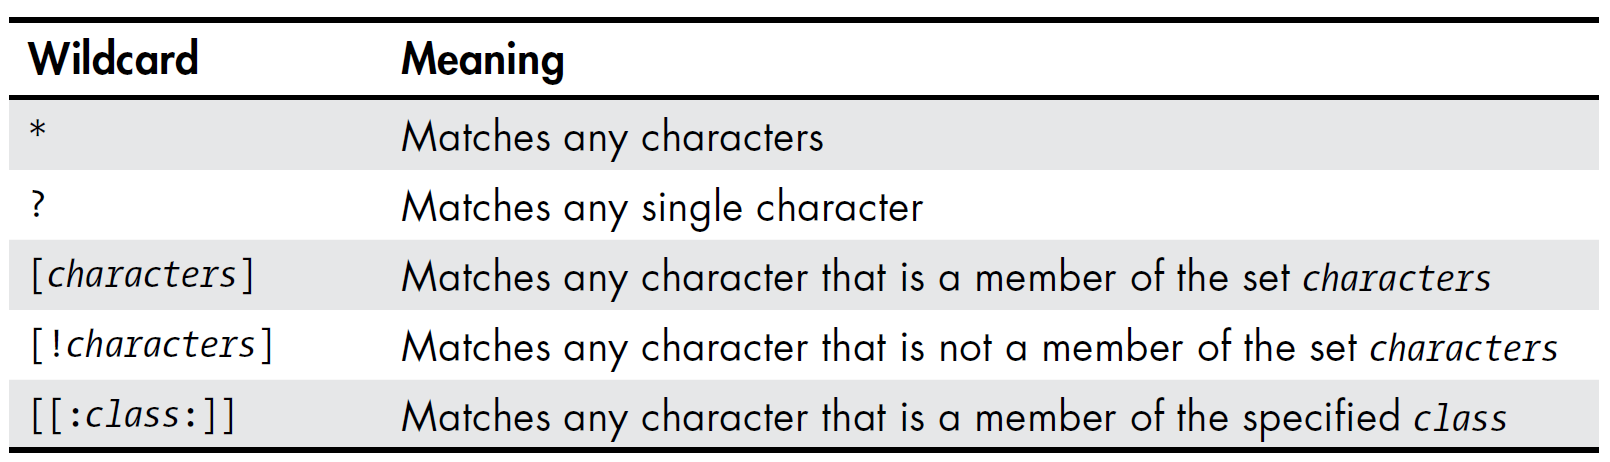 Wildcard Meaning
* Matches any characters
? Matches any single character
[characters] Matches any character that is a member of the set characters
[!characters] Matches any character that is not a member of the set characters
[[:class:]] Matches any character that is a member of the specified class